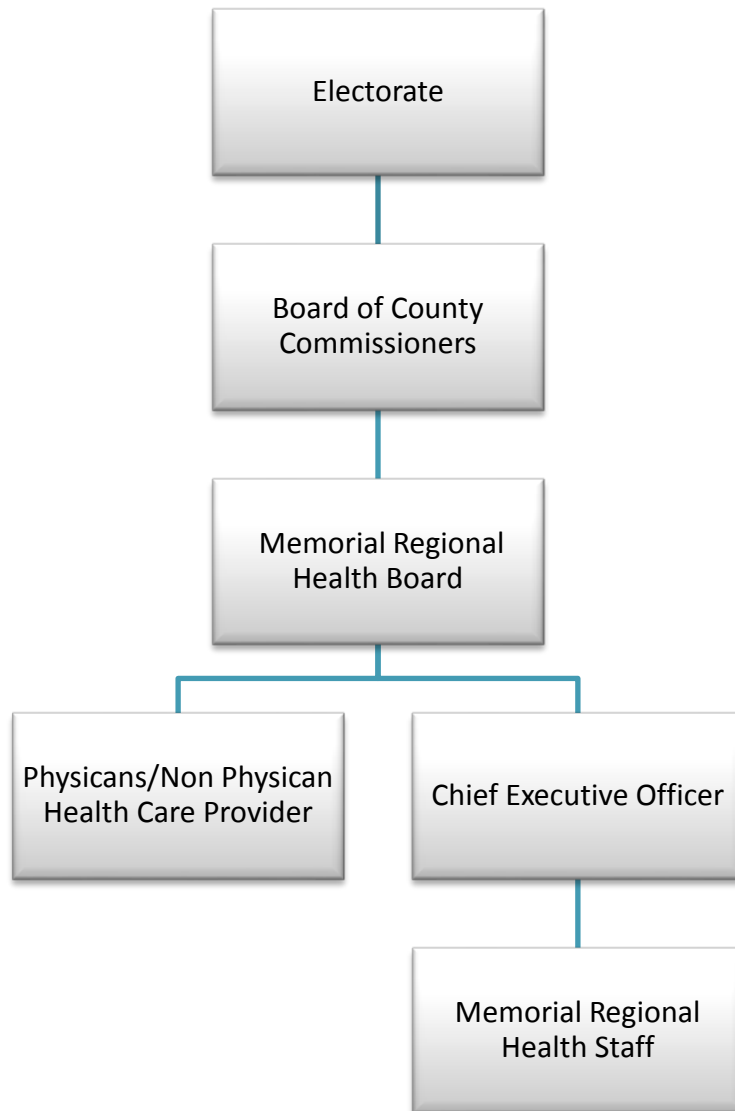 Electorate
Board of County
Commissioners
Memorial Regional
Health Board
Physicans/Non Physican
Health Care Provider
Chief Executive Officer
Memorial Regional
Health Staff